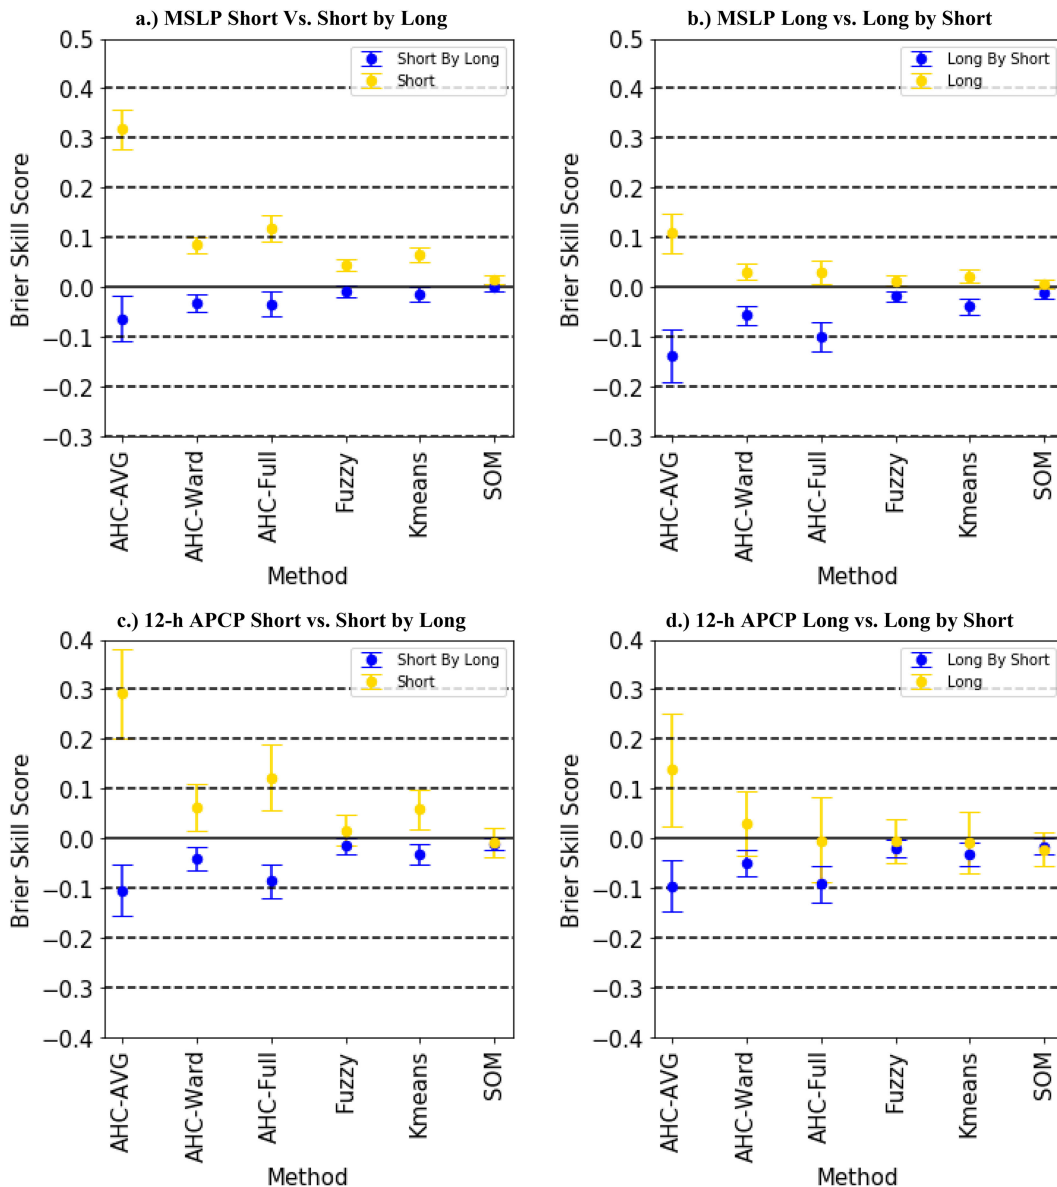 a.) MSLP Short Vs. Short by Long
0.5
0.4
0.3
0.2
0.1
0.0
−0.1
−0.2
−0.3
Brier Skill Score
Short By Long
Short
AHC-AVG
AHC-Ward
AHC-Full
Fuzzy
Kmeans
SOM
Method
b.) MSLP Long vs. Long by Short
0.5
0.4
0.3
0.2
0.1
0.0
−0.1
−0.2
−0.3
Brier Skill Score
Long By Short
Long
AHC-AVG
AHC-Ward
AHC-Full
Fuzzy
Kmeans
SOM
Method
c.) 12-h APCP Short vs. Short by Long
0.4
0.3
0.2
0.1
0.0
−0.1
−0.2
−0.3
−0.4
Brier Skill Score
Short By Long
Short
AHC-AVG
AHC-Ward
AHC-Full
Fuzzy
Kmeans
SOM
Method
d.) 12-h APCP Long vs. Long by Short
0.4
0.3
0.2
0.1
0.0
−0.1
−0.2
−0.3
−0.4
Brier Skill Score
Long By Short
Long
AHC-AVG
AHC-Ward
AHC-Full
Fuzzy
Kmeans
SOM
Method